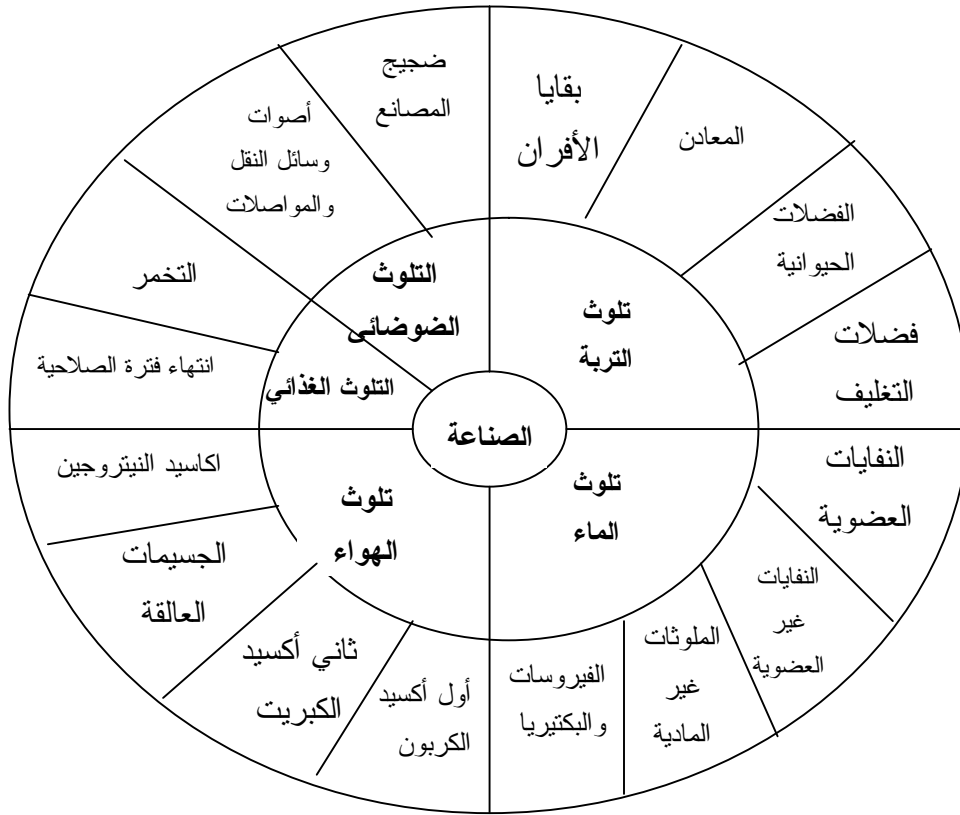 ضجيج
المصانع
بقايا
الأفران
المعادن
الفضلات
الحيوانية
فضلات
التغليف
أصوات
وسائل النقل
والمواصلات
التخمر
انتهاء فترة الصلاحية
التلوث
الضوضائى
التلوث الغذائي
تلوث
التربة
الصناعة
تلوث
الماء
تلوث
الهواء
النفايات
العضوية
النفايات
غير
العضوية
الملوثات
غير
المادية
الفيروسات
والبكتيريا
أول أكسيد
الكربون
ثاني أكسيد
الكبريت
الجسيمات
العالقة
اكاسيد النيتروجين